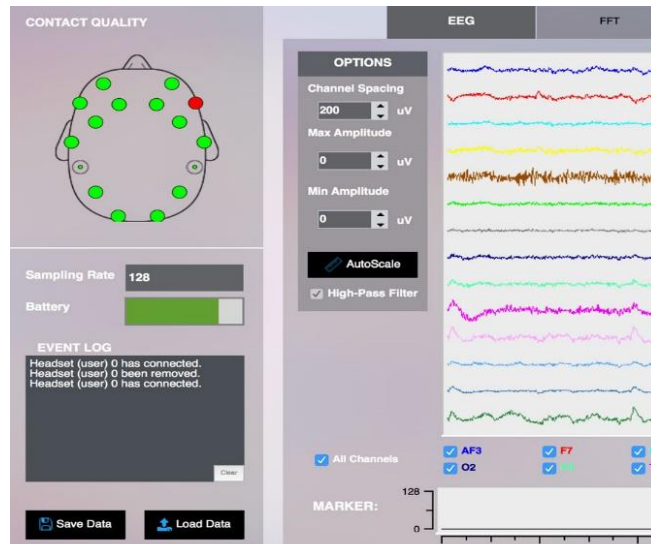 CONTACT QUALITY
EEG
FFT
OPTIONS
Channel Spacing
200 uV
Max Amplitude
0 uV
Min Amplitude
0 uV
AutoScale
High-Pass Filter
Sampling Rate 128
Battery
EVENT LOG
Headset (user) 0 has connected.
Headset (user) 0 been removed.
Headset (user) 0 has connected.
Clear
Save Data
Load Data
All Channels
AF3
F7
O2
MARKER:
128
0